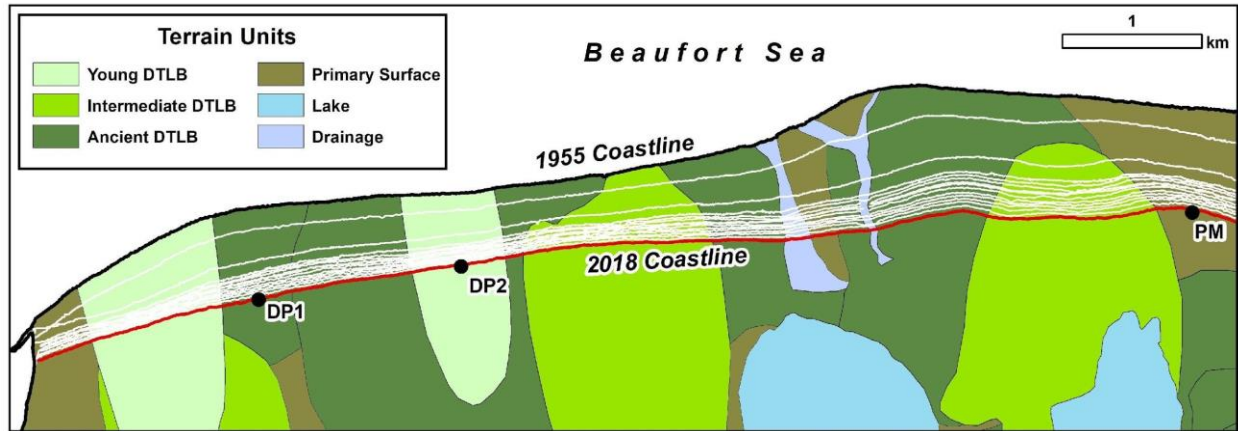 Terrain Units
Young DTLB
Intermediate DTLB
Ancient DTLB
Primary Surface
Lake
Drainage
Beaufort Sea
1
km
1955 Coastline
2018 Coastline
DP1
DP2
PM